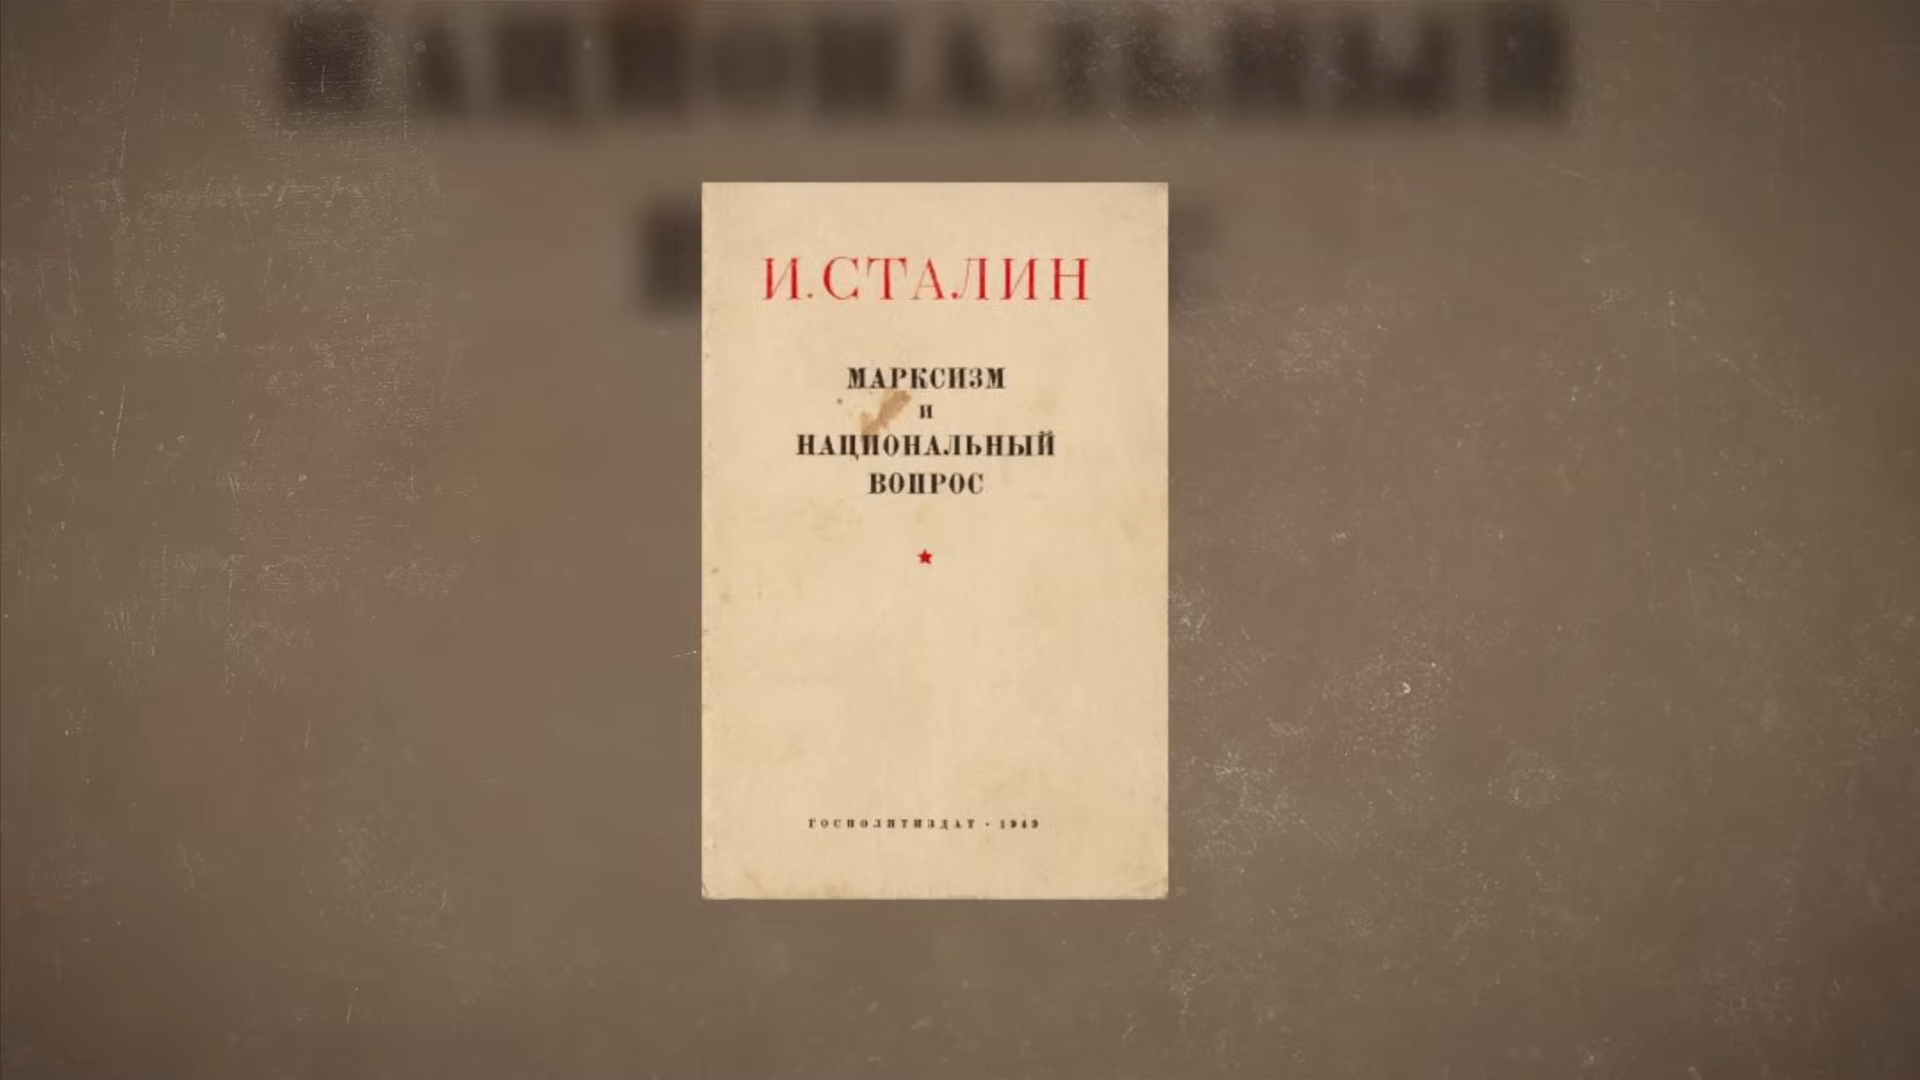 И. СТАЛИН
МАРКСИЗМ
И
НАЦИОНАЛЬНЫЙ
ВОПРОС
ГОСПОЛИТИЗДАТ · 1949